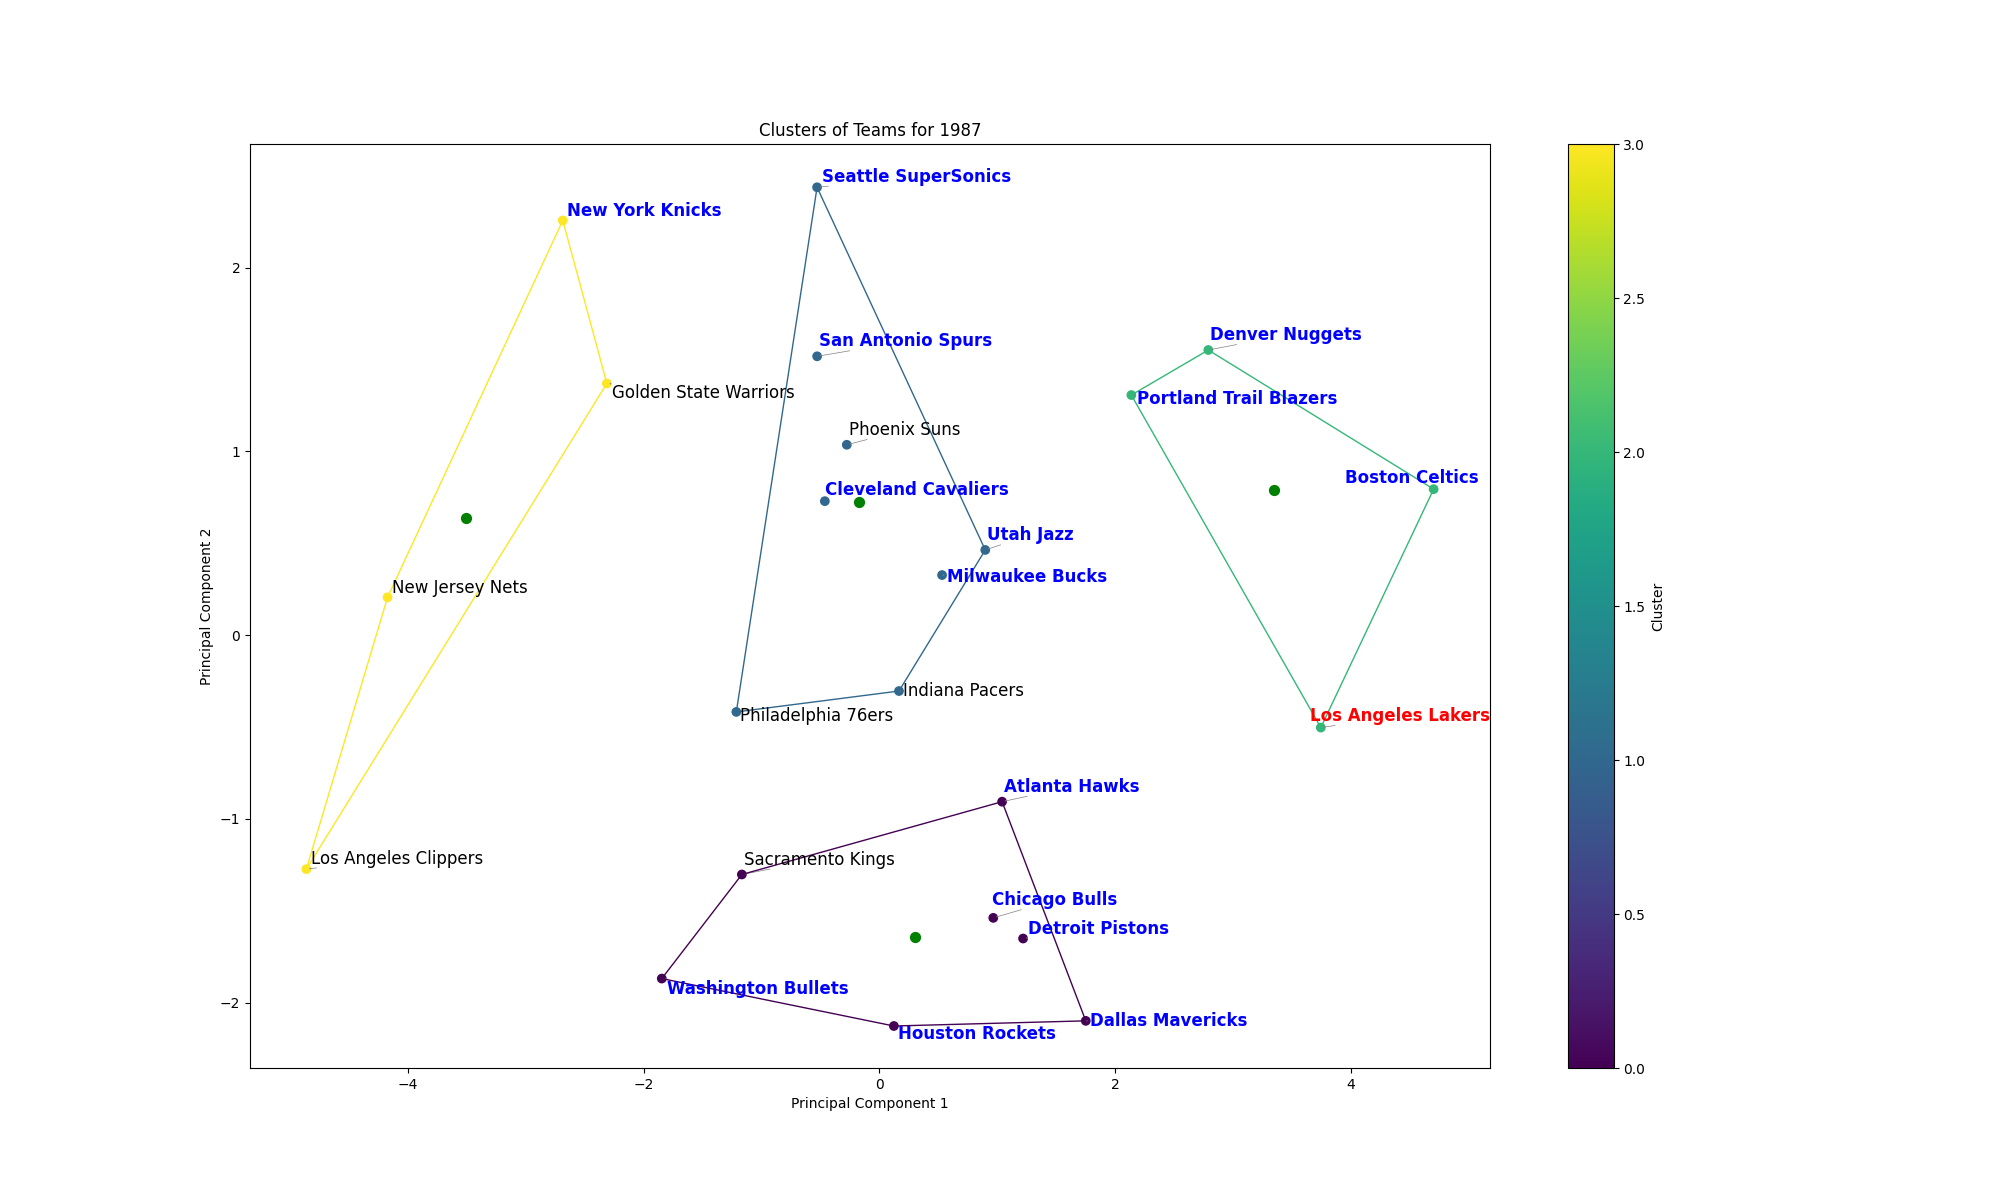 Clusters of Teams for 1987
Seattle SuperSonics
New York Knicks
San Antonio Spurs
Denver Nuggets
Golden State Warriors
Portland Trail Blazers
Phoenix Suns
Boston Celtics
Cleveland Cavaliers
Utah Jazz
Milwaukee Bucks
New Jersey Nets
Indiana Pacers
Philadelphia 76ers
Los Angeles Lakers
Atlanta Hawks
Los Angeles Clippers
Sacramento Kings
Chicago Bulls
Detroit Pistons
Washington Bullets
Dallas Mavericks
Houston Rockets
2
1
0
−1
−2
Principal Component 2
−4
−2
0
2
4
Principal Component 1
3.0
2.5
2.0
1.5
1.0
0.5
0.0
Cluster